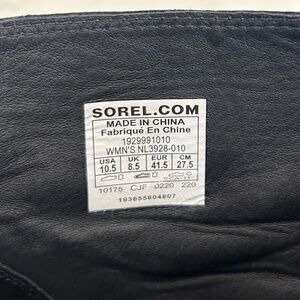 SOREL.COM
MADE IN CHINA
Fabriqué En Chine
1929991010
WMN'S NL3928-010
USA UK EUR CM
10.5 8.5 41.5 27.5
10175 CJF 0220 220
193855804807